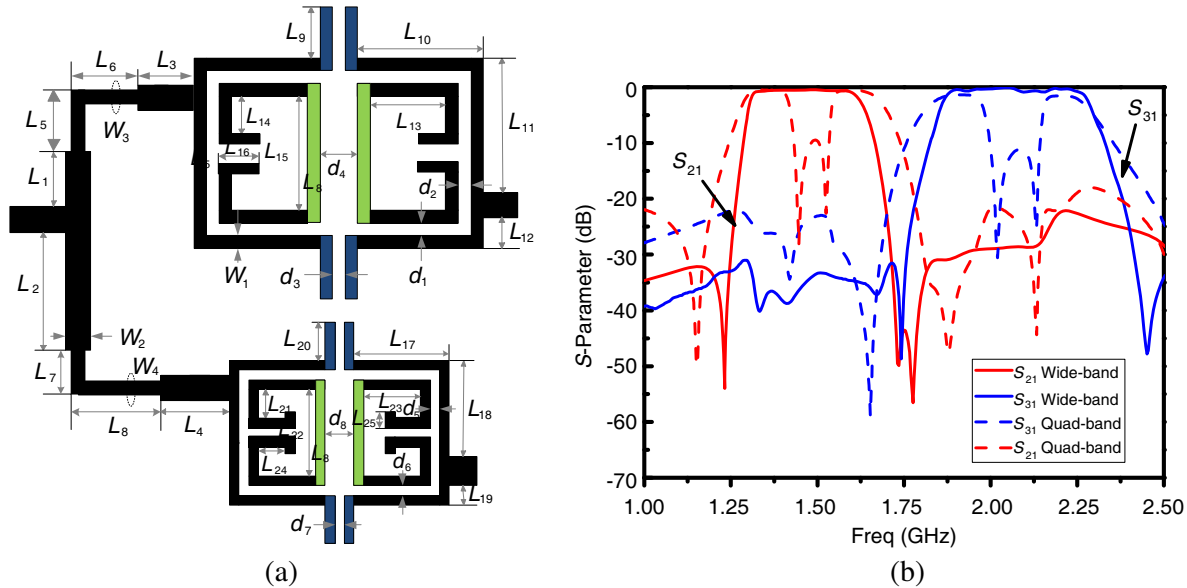 L9
L10
L6
L3
L5
W3
L14
L13
L11
L16
L15
L1
d4
L8
d2
L12
W1
d3
d1
L2
L20
L17
W2
W4
L7
L21
L23
d5
L18
L22
d8
L25
L8
L4
L24
L8
d6
L19
d7
(a)
0
-10
-20
-30
-40
-50
-60
-70
S-Parameter (dB)
S21
S31
S21 Wide-band
S31 Wide-band
S31 Quad-band
S21 Quad-band
1.00
1.25
1.50
1.75
2.00
2.25
2.50
Freq (GHz)
(b)